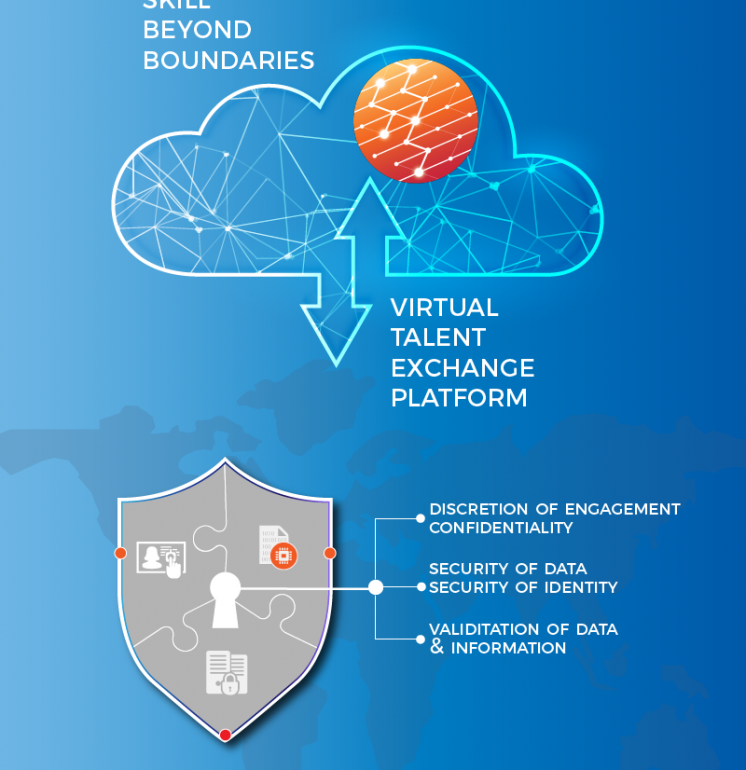 SKILL
BEYOND
BOUNDARIES
VIRTUAL
TALENT
EXCHANGE
PLATFORM
DISCRETION OF ENGAGEMENT
CONFIDENTIALITY
SECURITY OF DATA
SECURITY OF IDENTITY
VALIDITATION OF DATA
& INFORMATION